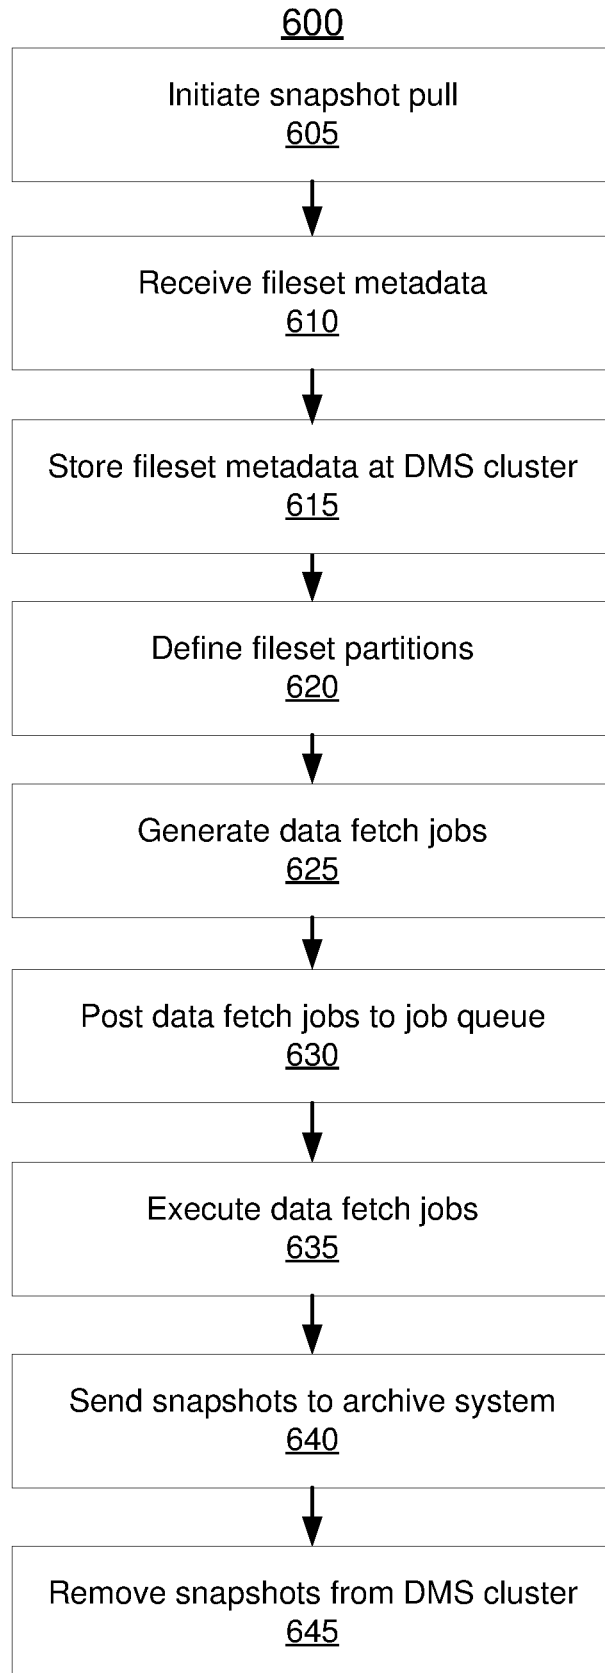 600
Initiate snapshot pull
605
Receive fileset metadata
610
Store fileset metadata at DMS cluster
615
Define fileset partitions
620
Generate data fetch jobs
625
Post data fetch jobs to job queue
630
Execute data fetch jobs
635
Send snapshots to archive system
640
Remove snapshots from DMS cluster
645